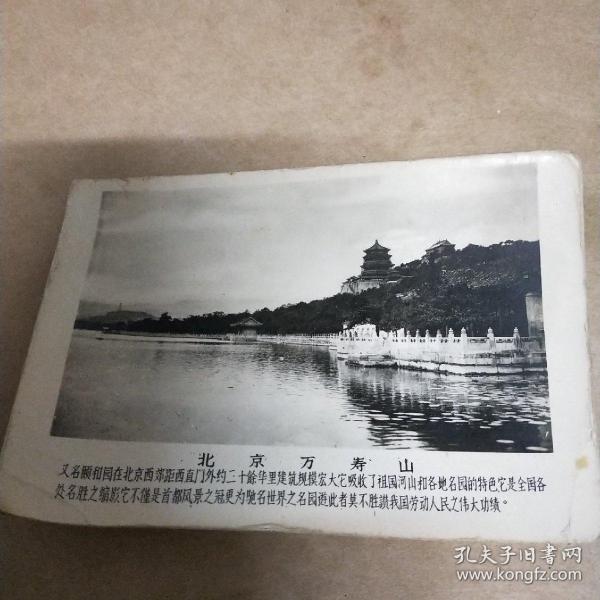 北京万寿山
又名颐和园在北京西郊距西直门外约二十餘华里建筑规模宏大它吸收了祖国河山和各地名园的特色它是全国各
处名胜之缩影它不僅是首都风景之冠更为馳名世界之名园遊此者莫不胜讃我国劳动人民之伟大功绩。
孔夫子旧书网
www.kongfz.com